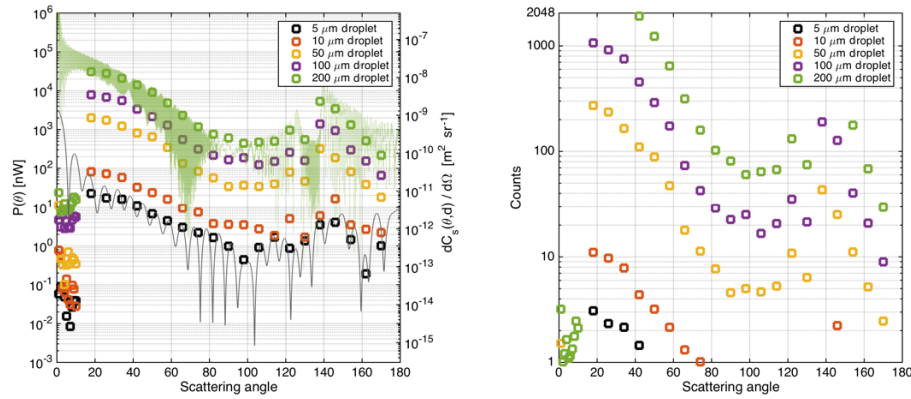 10^6
10^5
10^4
10^3
10^2
10^1
10^0
10^-1
10^-2
10^-3
P(θ) [nW]
0 20 40 60 80 100 120 140 160 180
Scattering angle
10^-7
10^-8
10^-9
10^-10
10^-11
10^-12
10^-13
10^-14
10^-15
dC_s(θ,d) / dΩ [m^2 sr^-1]
5 μm droplet
10 μm droplet
50 μm droplet
100 μm droplet
200 μm droplet
2048
1000
100
10
1
Counts
0 20 40 60 80 100 120 140 160 180
Scattering angle
5 μm droplet
10 μm droplet
50 μm droplet
100 μm droplet
200 μm droplet